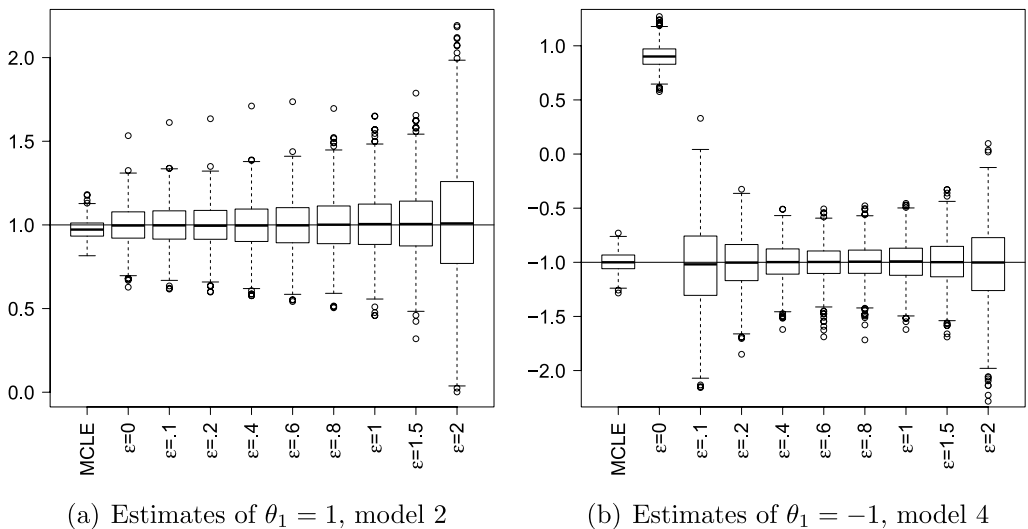 2.0
1.5
1.0
0.5
0.0
MCLE
ε=0
ε=.1
ε=.2
ε=.4
ε=.6
ε=.8
ε=1
ε=1.5
ε=2
(a) Estimates of θ₁ = 1, model 2
1.0
0.5
0.0
−0.5
−1.0
−1.5
−2.0
MCLE
ε=0
ε=.1
ε=.2
ε=.4
ε=.6
ε=.8
ε=1
ε=1.5
ε=2
(b) Estimates of θ₁ = −1, model 4